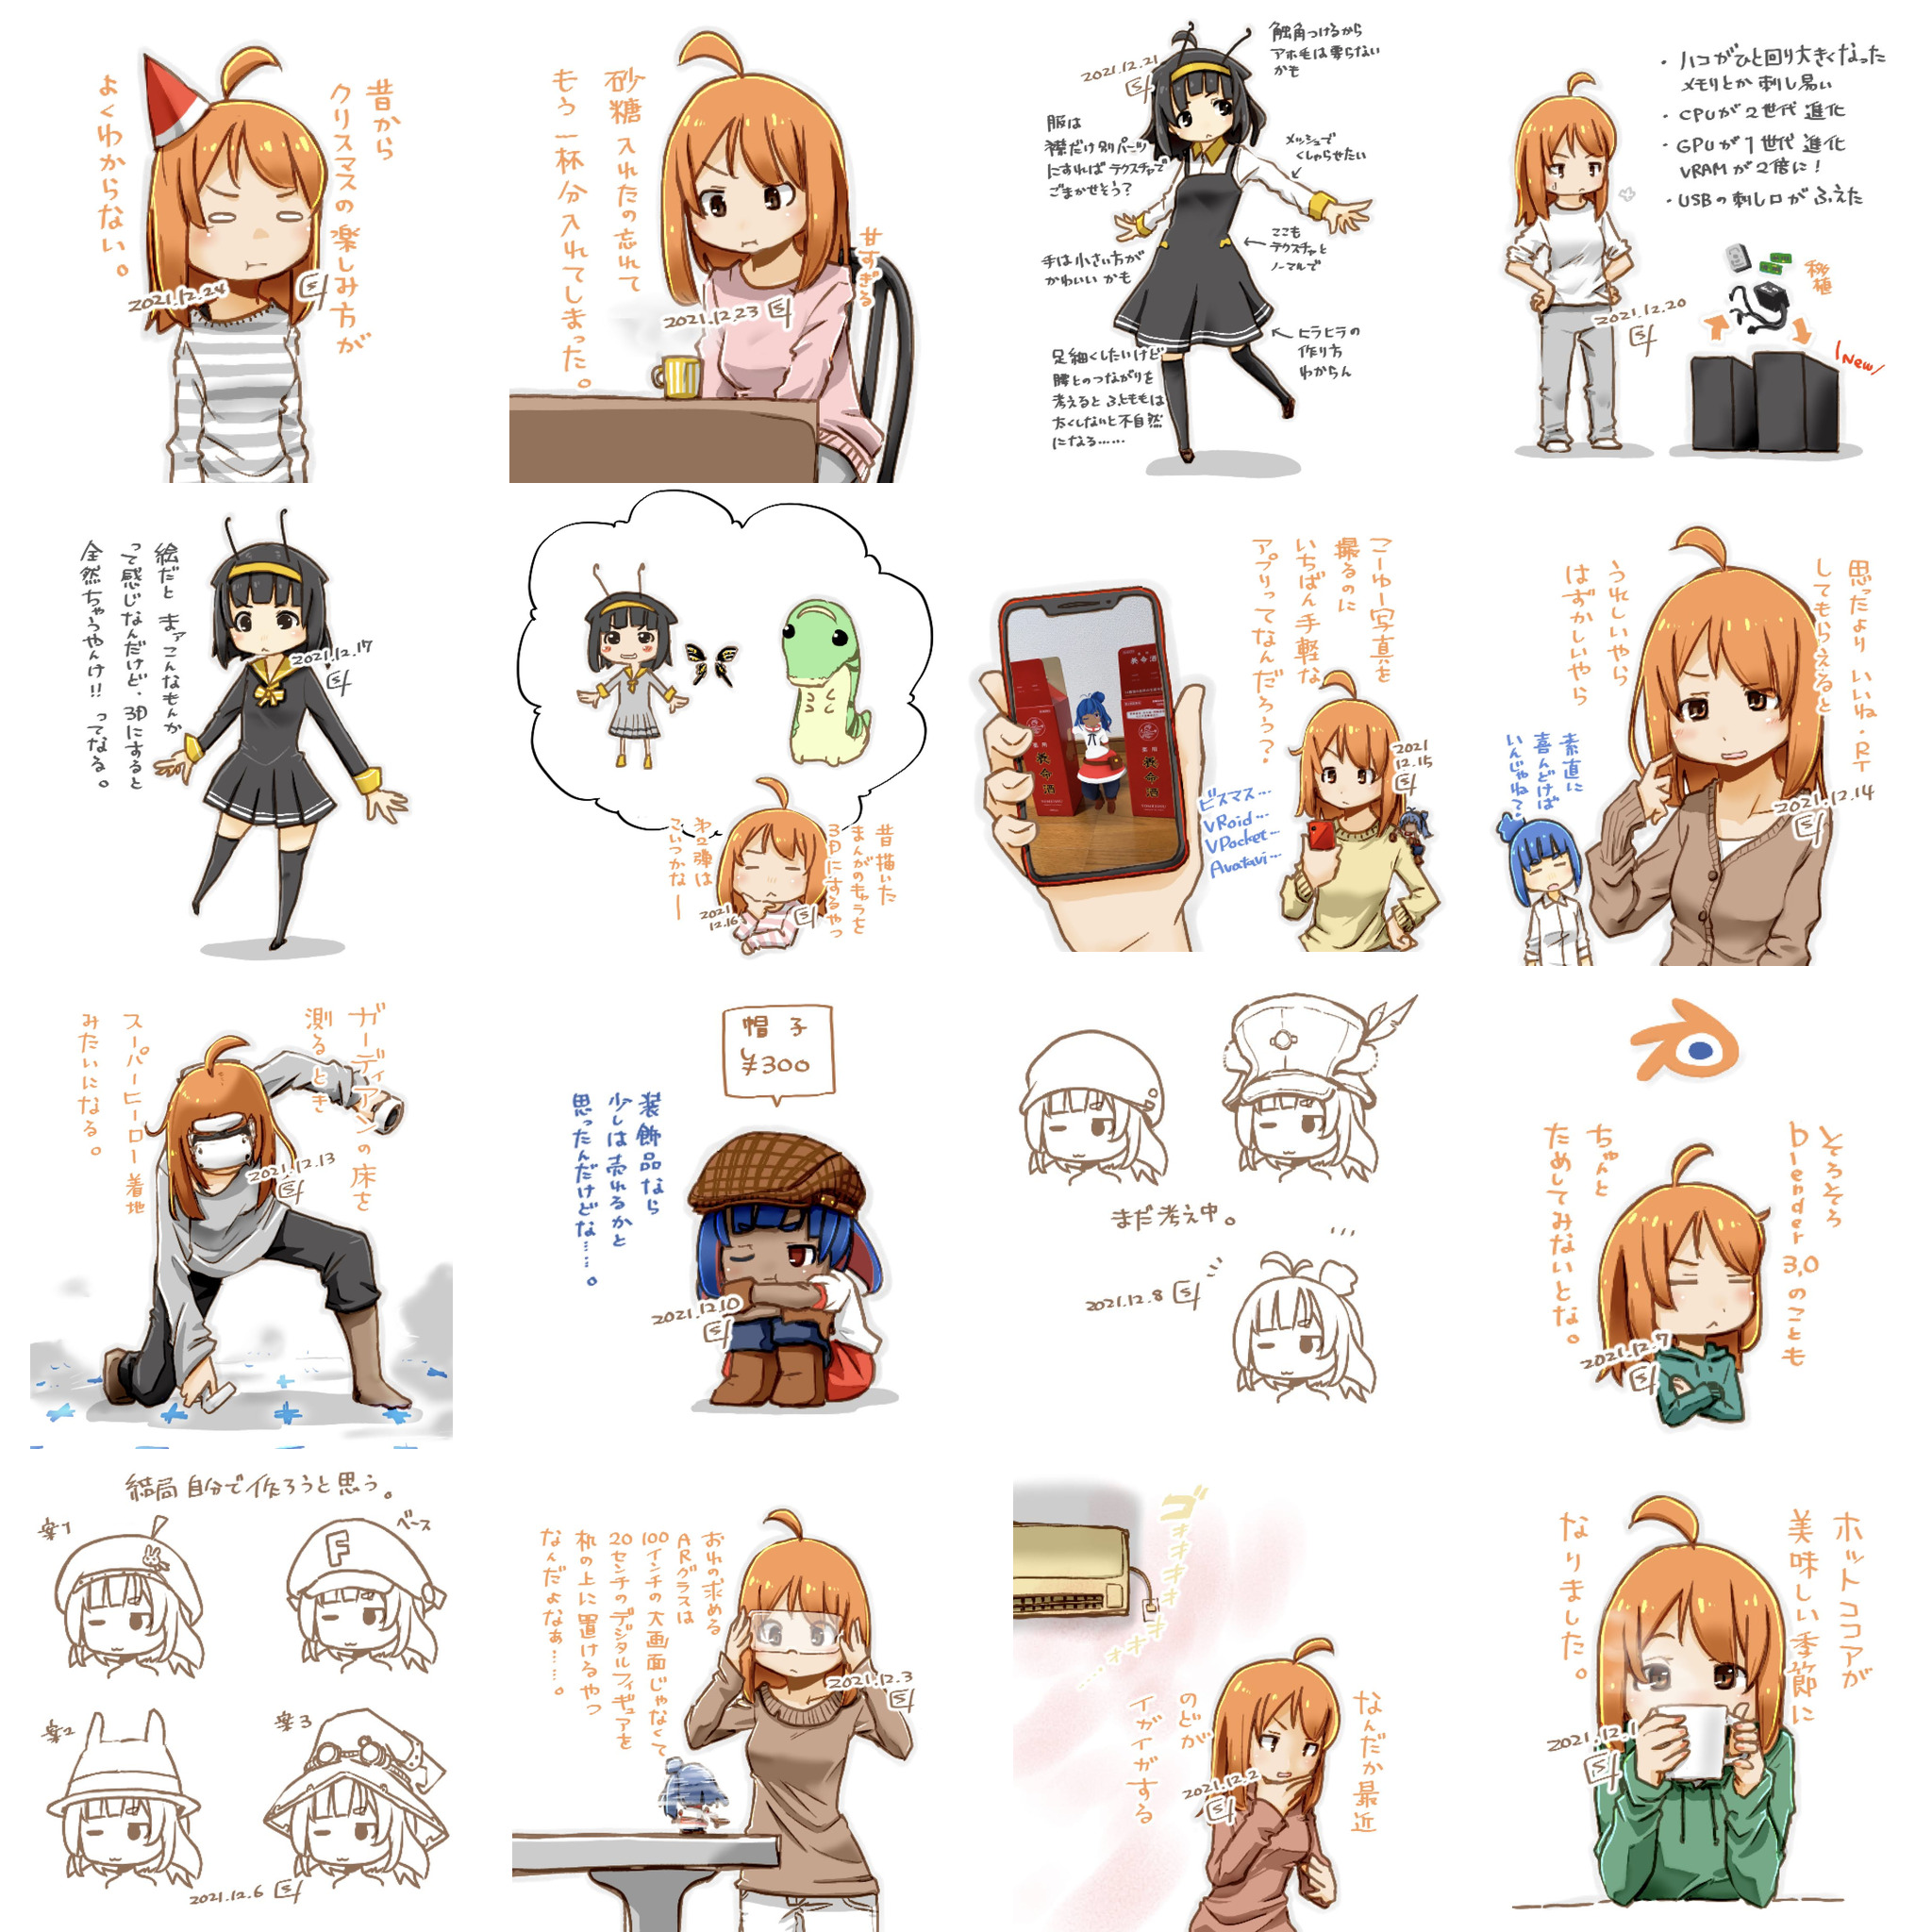 昔から
クリスマスの楽しみ方が
よくわからない。
2021.12.24
砂糖入れたの忘れて
もう一杯分入れてしまった。
甘すぎる
2021.12.23
2021.12.21
触角つけるから
アホ毛は要らない
かも
服は
襟だけ別パーツ
にすればテクスチャで
ごまかせそう？
メッシュで
くしゃらせたい
手は小さい方が
かわいいかも
ここも
テクスチャと
ノーマルで
ヒラヒラの
作り方
わからん
足細くしたいけど
腰とのつながりを
考えるとふとももは
太くしないと不自然
になる……
・ハコがひと回り大きくなった
メモリとか刺し易い
・CPUが2世代進化
・GPUが1世代進化
VRAMが2倍に!
・USBの刺し口がふえた
移植
2021.12.20
New
絵だとまァこんなもんか
って感じなんだけど、3Dにすると
全然ちゃうやんけ!!ってなる。
2021.12.17
昔描いた
まんがのキャラを
3Dにするやつ
第2弾は
こいつかなー
2021
12.16
こーゆー写真を
撮るのに
いちばん手軽な
アプリってなんだろう？
養命酒
養命酒
養命酒
2021
12.15
ビスマス…
VRoid…
VPocket…
Avatavi…
思ったよりいいね・RT
してもらえると
うれしいやら
はずかしいやら
素直に
喜んどけば
いんじゃね？
2021.12.14
ガーディアンの床を
測るとき
スーパーヒーロー着地
みたいになる。
2021.12.13
帽子
¥300
装飾品なら
少しは売れるかと
思ったんだけどな……。
2021.12.10
まだ考え中。
…
2021.12.8
そろそろ
blender 3.0のことも
ちゃんと
ためしてみないとな。
2021.12.7
結局自分で作ろうと思う。
案1
ベース
F
案2
案3
2021.12.6
おれの求める
ARグラスは
100インチの大画面じゃなくて
20センチのデジタルフィギュアを
机の上に置けるやつ
なんだよなぁ……。
2021.12.3
ゴォォォォォォォ…
なんだか最近
のどが
イガイガする
2021.12.2
ホットココアが
美味しい季節に
なりました。
2021.12.1